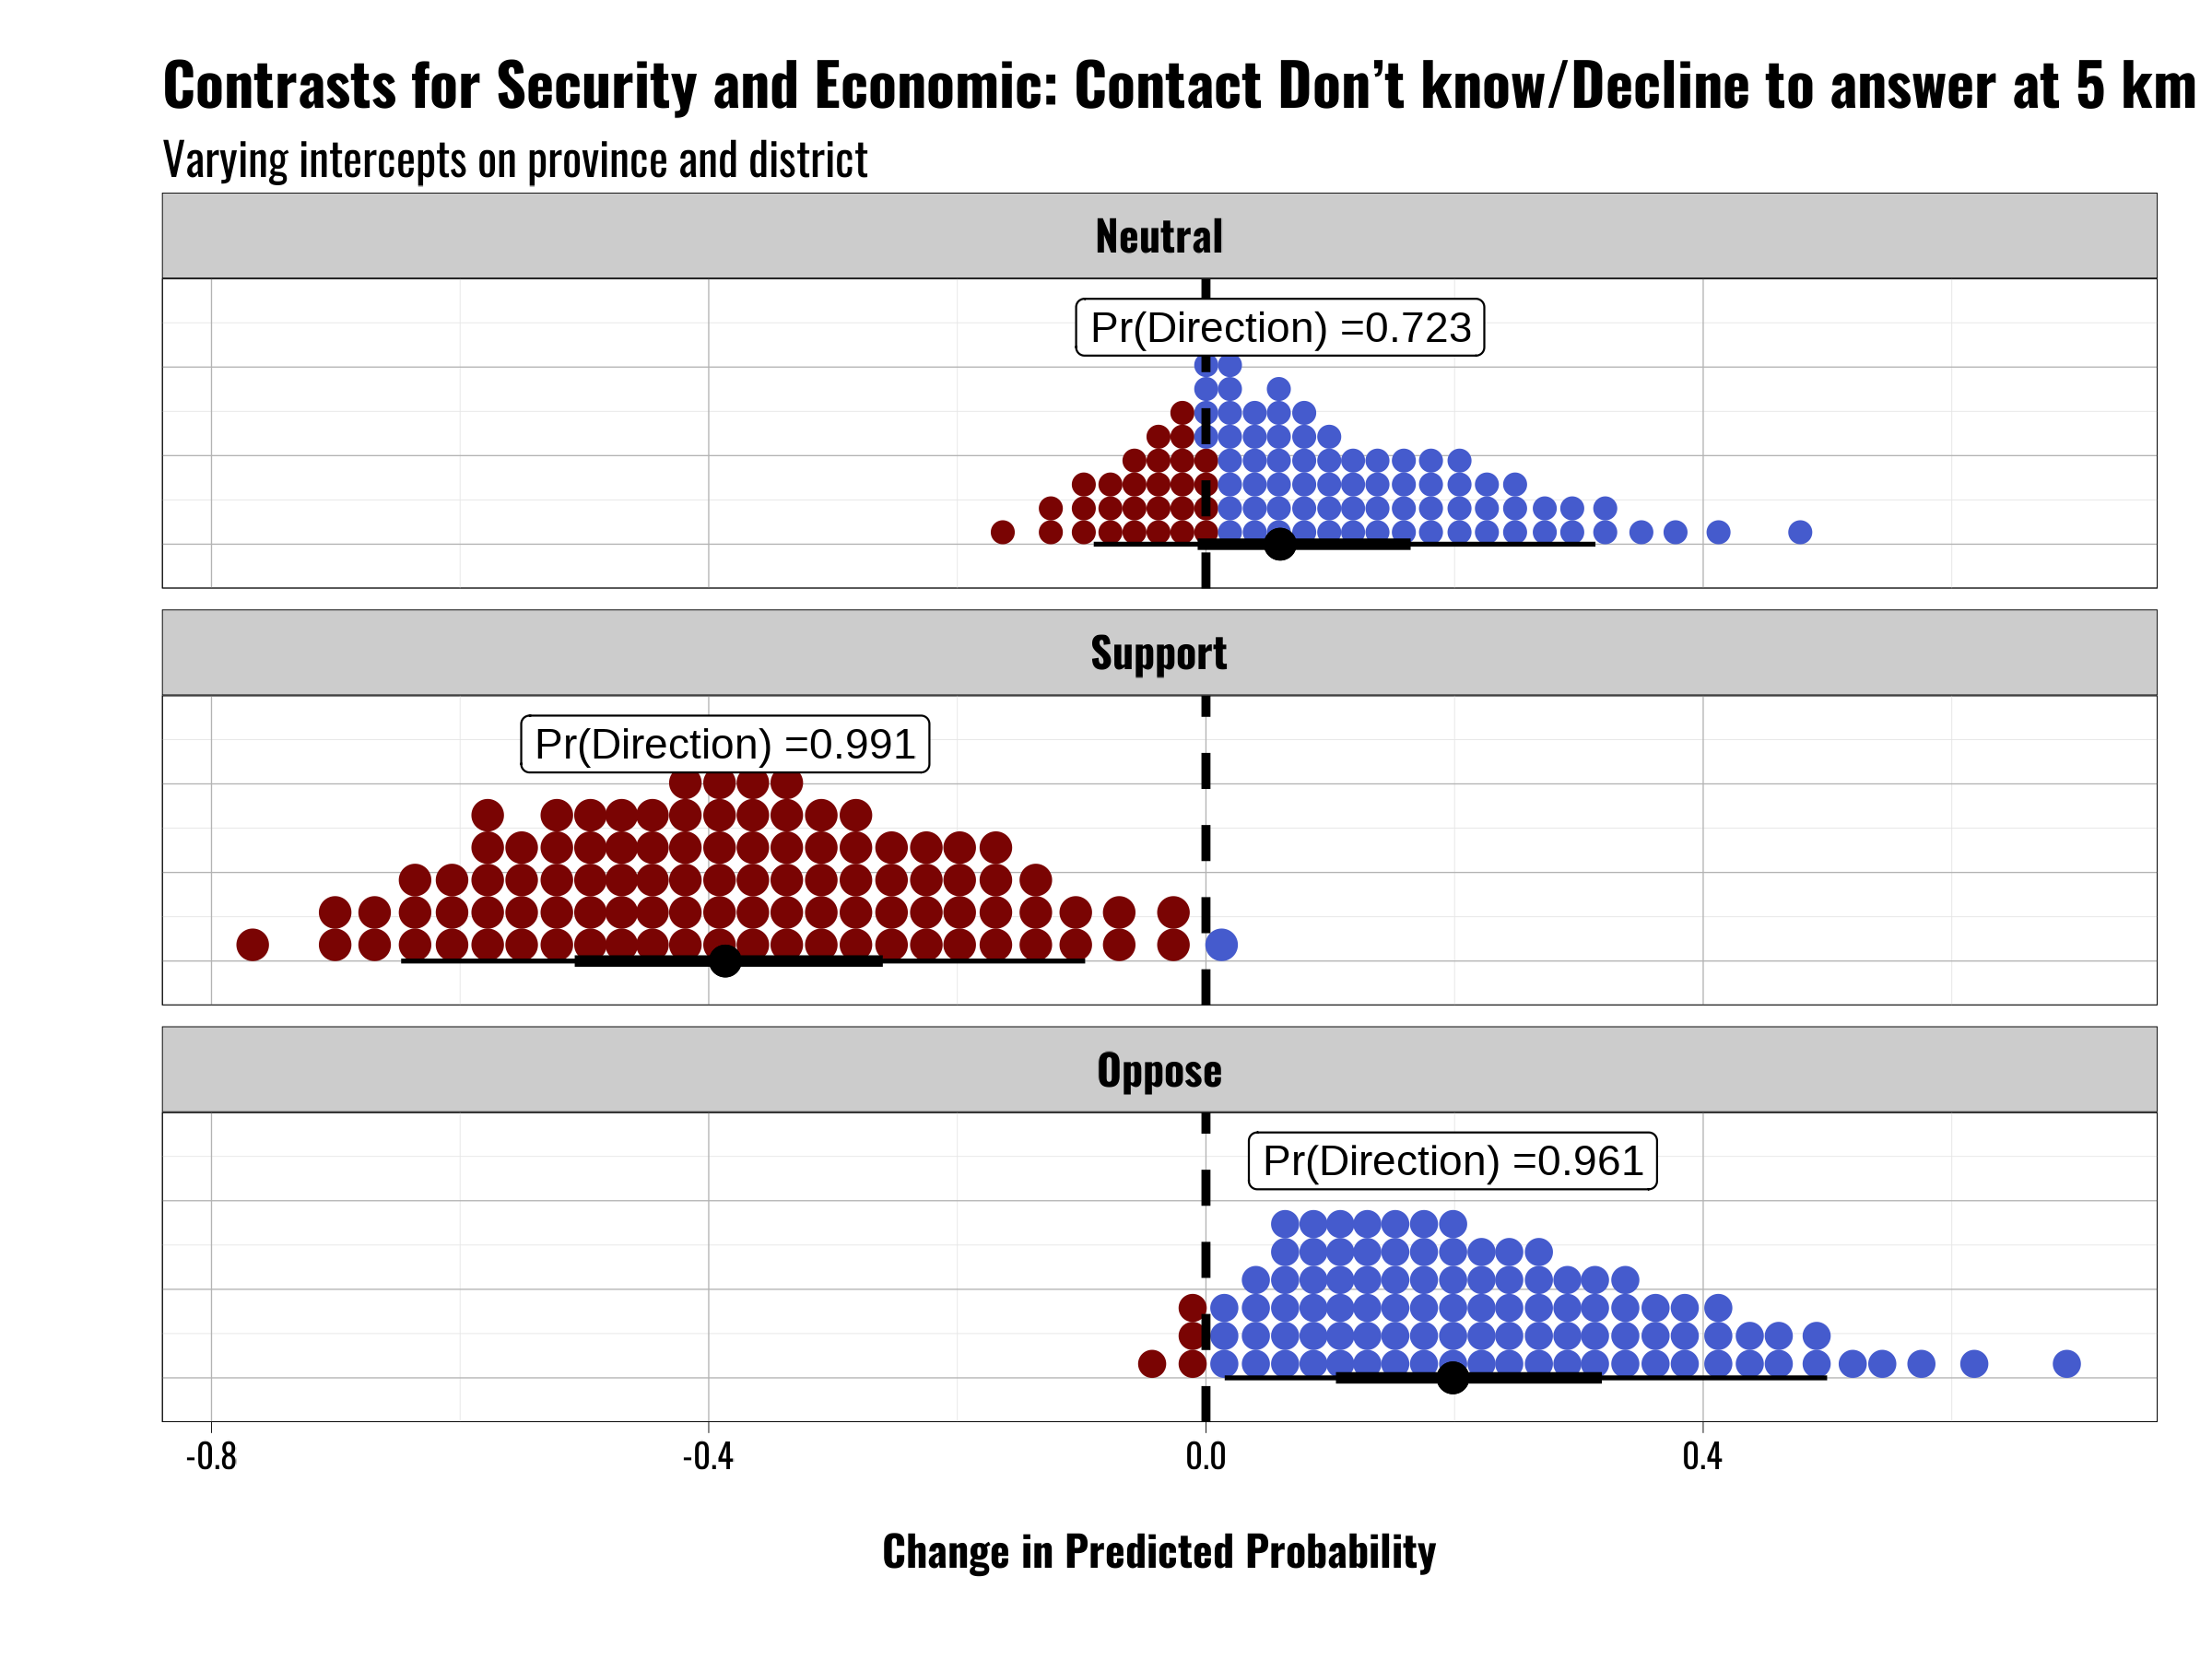 Contrasts for Security and Economic: Contact Don’t know/Decline to answer at 5 km
Varying intercepts on province and district
Neutral
Pr(Direction) =0.723
Support
Pr(Direction) =0.991
Oppose
Pr(Direction) =0.961
-0.8 -0.4 0.0 0.4
Change in Predicted Probability